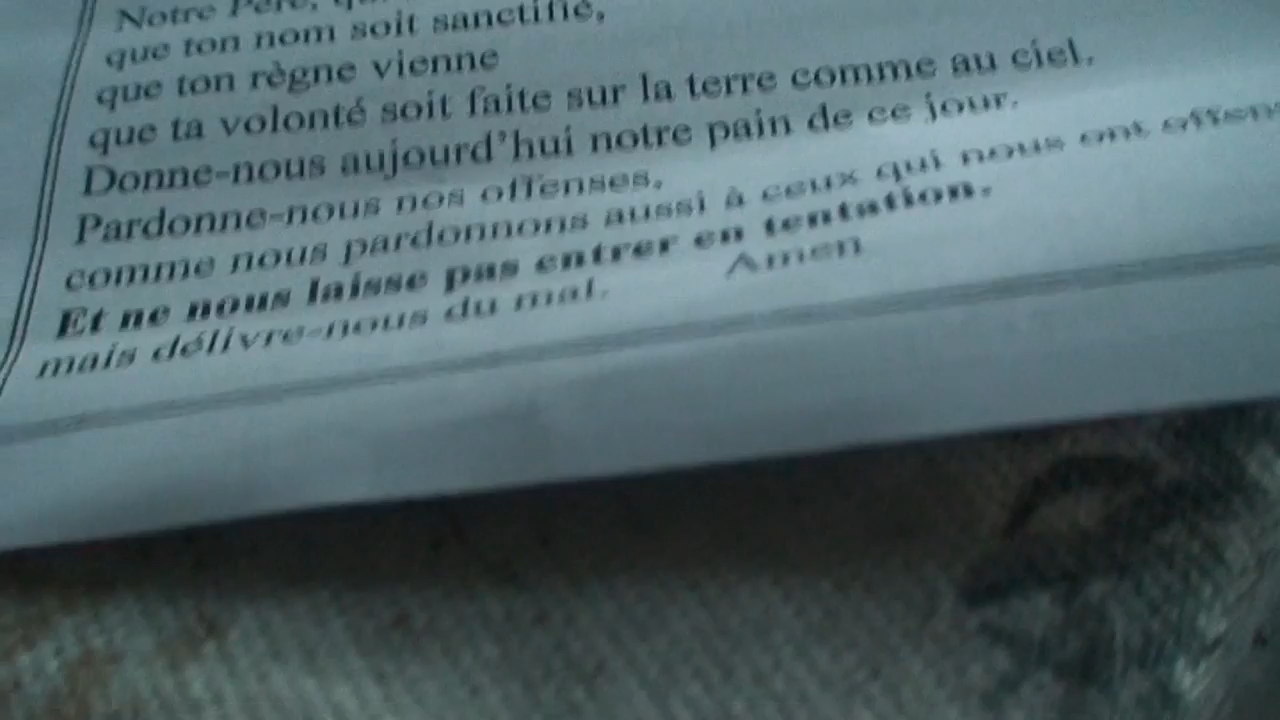 Notre Père,
que ton nom soit sanctifié,
que ton règne vienne
que ta volonté soit faite sur la terre comme au ciel.
Donne-nous aujourd'hui notre pain de ce jour.
Pardonne-nous nos offenses,
comme nous pardonnons aussi à ceux qui nous ont offens
Et ne nous laisse pas entrer en tentation.
mais délivre-nous du mal. Amen